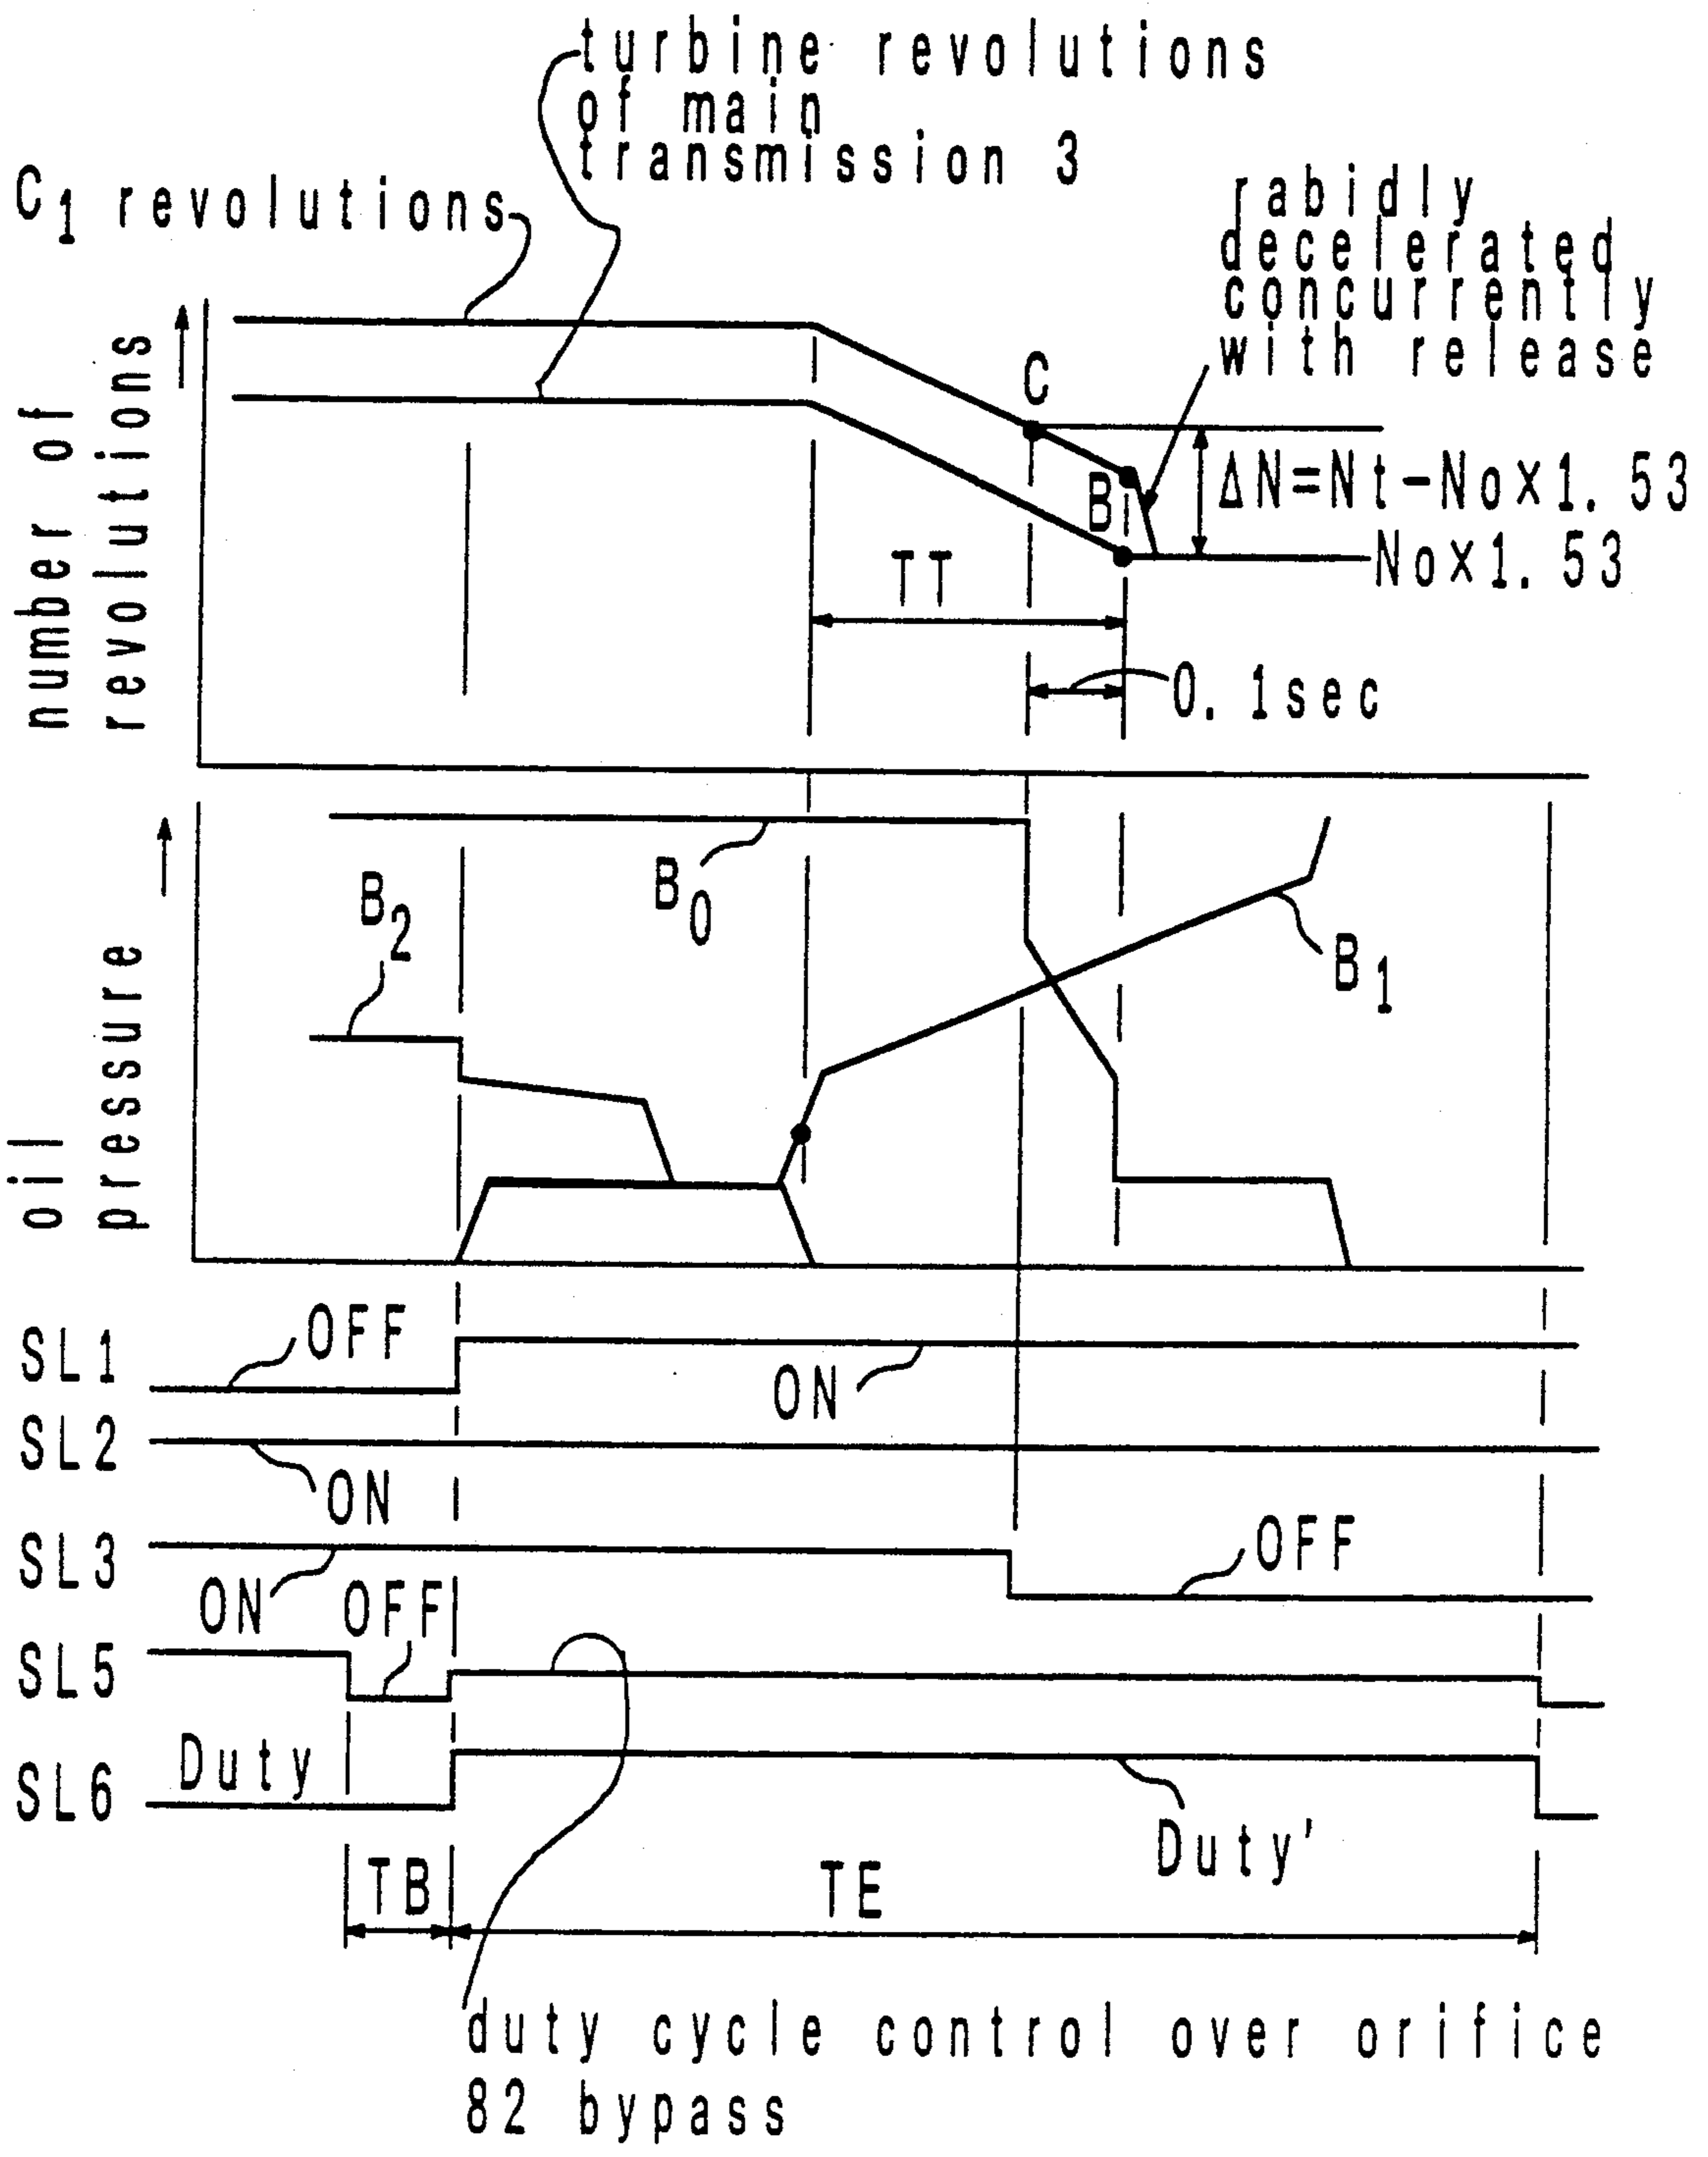 turbine revolutions
of main
transmission 3
C1 revolutions
rabidly
decelerated
concurrently
with release
number of
revolutions
C
B
ΔN=Nt-No×1.53
No×1.53
TT
0.1sec
oil
pressure
B2
B0
B1
SL1
OFF
ON
SL2
ON
SL3
ON
OFF
SL5
OFF
SL6
Duty
Duty'
TB
TE
duty cycle control over orifice
82 bypass